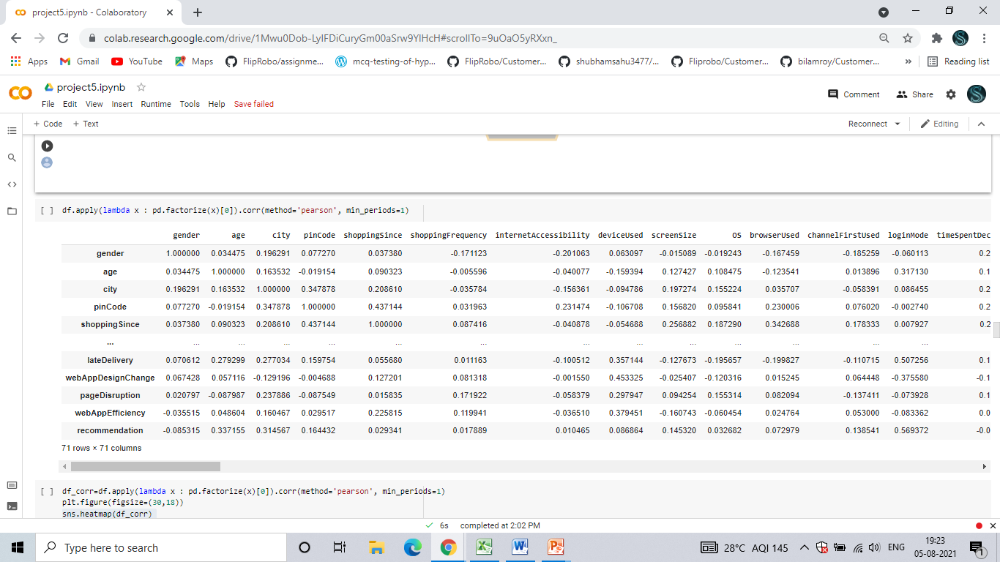 project5.ipynb - Colaboratory
colab.research.google.com/drive/1Mwu0Dob-LyIFDiCuryGm00aSrw9YlHcH#scrollTo=9uOaO5yRXxn_
Apps Gmail YouTube Maps FlipRobo/assignme... mcq-testing-of-hyp... FlipRobo/Customer... shubhamsahu3477/... Fliprobo/Customer... bilamroy/Customer... » Reading list
project5.ipynb
Comment Share
File Edit View Insert Runtime Tools Help Save failed
+ Code + Text Reconnect Editing
[ ] df.apply(lambda x : pd.factorize(x)[0]).corr(method='pearson', min_periods=1)
gender age city pinCode shoppingSince shoppingFrequency internetAccessibility deviceUsed screenSize OS browserUsed channelFirstUsed loginMode timeSpentDec
gender 1.000000 0.034475 0.196291 0.077270 0.037380 -0.171123 -0.201063 0.063097 -0.015089 -0.019243 -0.167459 -0.185259 -0.060113 0.2
age 0.034475 1.000000 0.163532 -0.019154 0.090323 -0.005596 -0.040077 -0.159394 0.127427 0.108475 -0.123541 0.013896 0.317130 0.1
city 0.196291 0.163532 1.000000 0.347878 0.208610 -0.035784 -0.156361 -0.094786 0.197274 0.155224 0.035707 -0.058391 0.086455 0.2
pinCode 0.077270 -0.019154 0.347878 1.000000 0.437144 0.031963 0.231474 -0.106708 0.156820 0.095841 0.230006 0.076020 -0.002740 0.2
shoppingSince 0.037380 0.090323 0.208610 0.437144 1.000000 0.087416 -0.040878 -0.054688 0.256882 0.187290 0.342688 0.178333 0.007927 0.2
... ... ... ... ... ... ... ... ... ... ... ... ... ...
lateDelivery 0.070612 0.279299 0.277034 0.159754 0.055680 0.011163 -0.100512 0.357144 -0.127673 -0.195657 -0.199827 -0.110715 0.507256 0.1
webAppDesignChange 0.067428 0.057116 -0.129196 -0.004688 0.127201 0.081318 -0.001550 0.453325 -0.025407 -0.120316 0.015245 0.064448 -0.375580 -0.1
pageDisruption 0.020797 -0.087987 0.237886 -0.087549 0.015835 0.171922 -0.058379 0.297947 0.094254 0.155314 0.082094 -0.137411 -0.073928 0.1
webAppEfficiency -0.035515 0.048604 0.160467 0.029517 0.225815 0.119941 -0.036510 0.379451 -0.160743 -0.060454 0.024764 0.053000 -0.083362 0.0
recommendation -0.085315 0.337155 0.314567 0.164432 0.029341 0.017889 0.010465 0.086864 0.145320 0.032682 0.072979 0.138541 0.569372 -0.0
71 rows × 71 columns
[ ] df_corr=df.apply(lambda x : pd.factorize(x)[0]).corr(method='pearson', min_periods=1)
plt.figure(figsize=(30,18))
sns.heatmap(df_corr)
6s completed at 2:02 PM
Type here to search
28°C AQI 145 ENG 19:23
05-08-2021
1